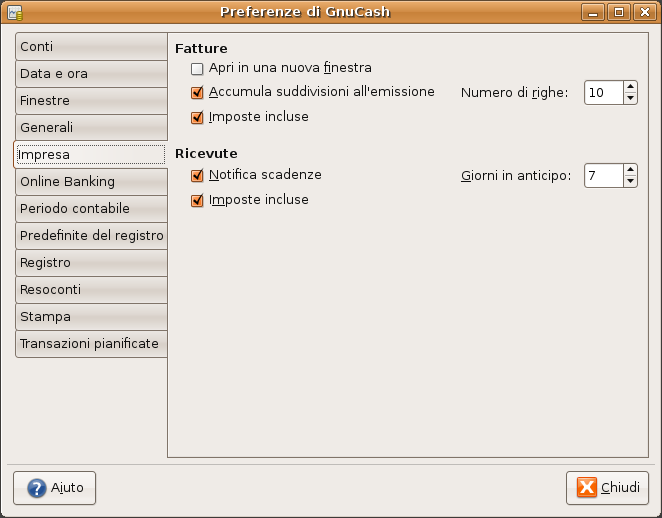 Preferenze di GnuCash
Conti
Data e ora
Finestre
Generali
Impresa
Online Banking
Periodo contabile
Predefinite del registro
Registro
Resoconti
Stampa
Transazioni pianificate
Fatture
Apri in una nuova finestra
Accumula suddivisioni all'emissione Numero di righe: 10
Imposte incluse
Ricevute
Notifica scadenze Giorni in anticipo: 7
Imposte incluse
Aiuto Chiudi